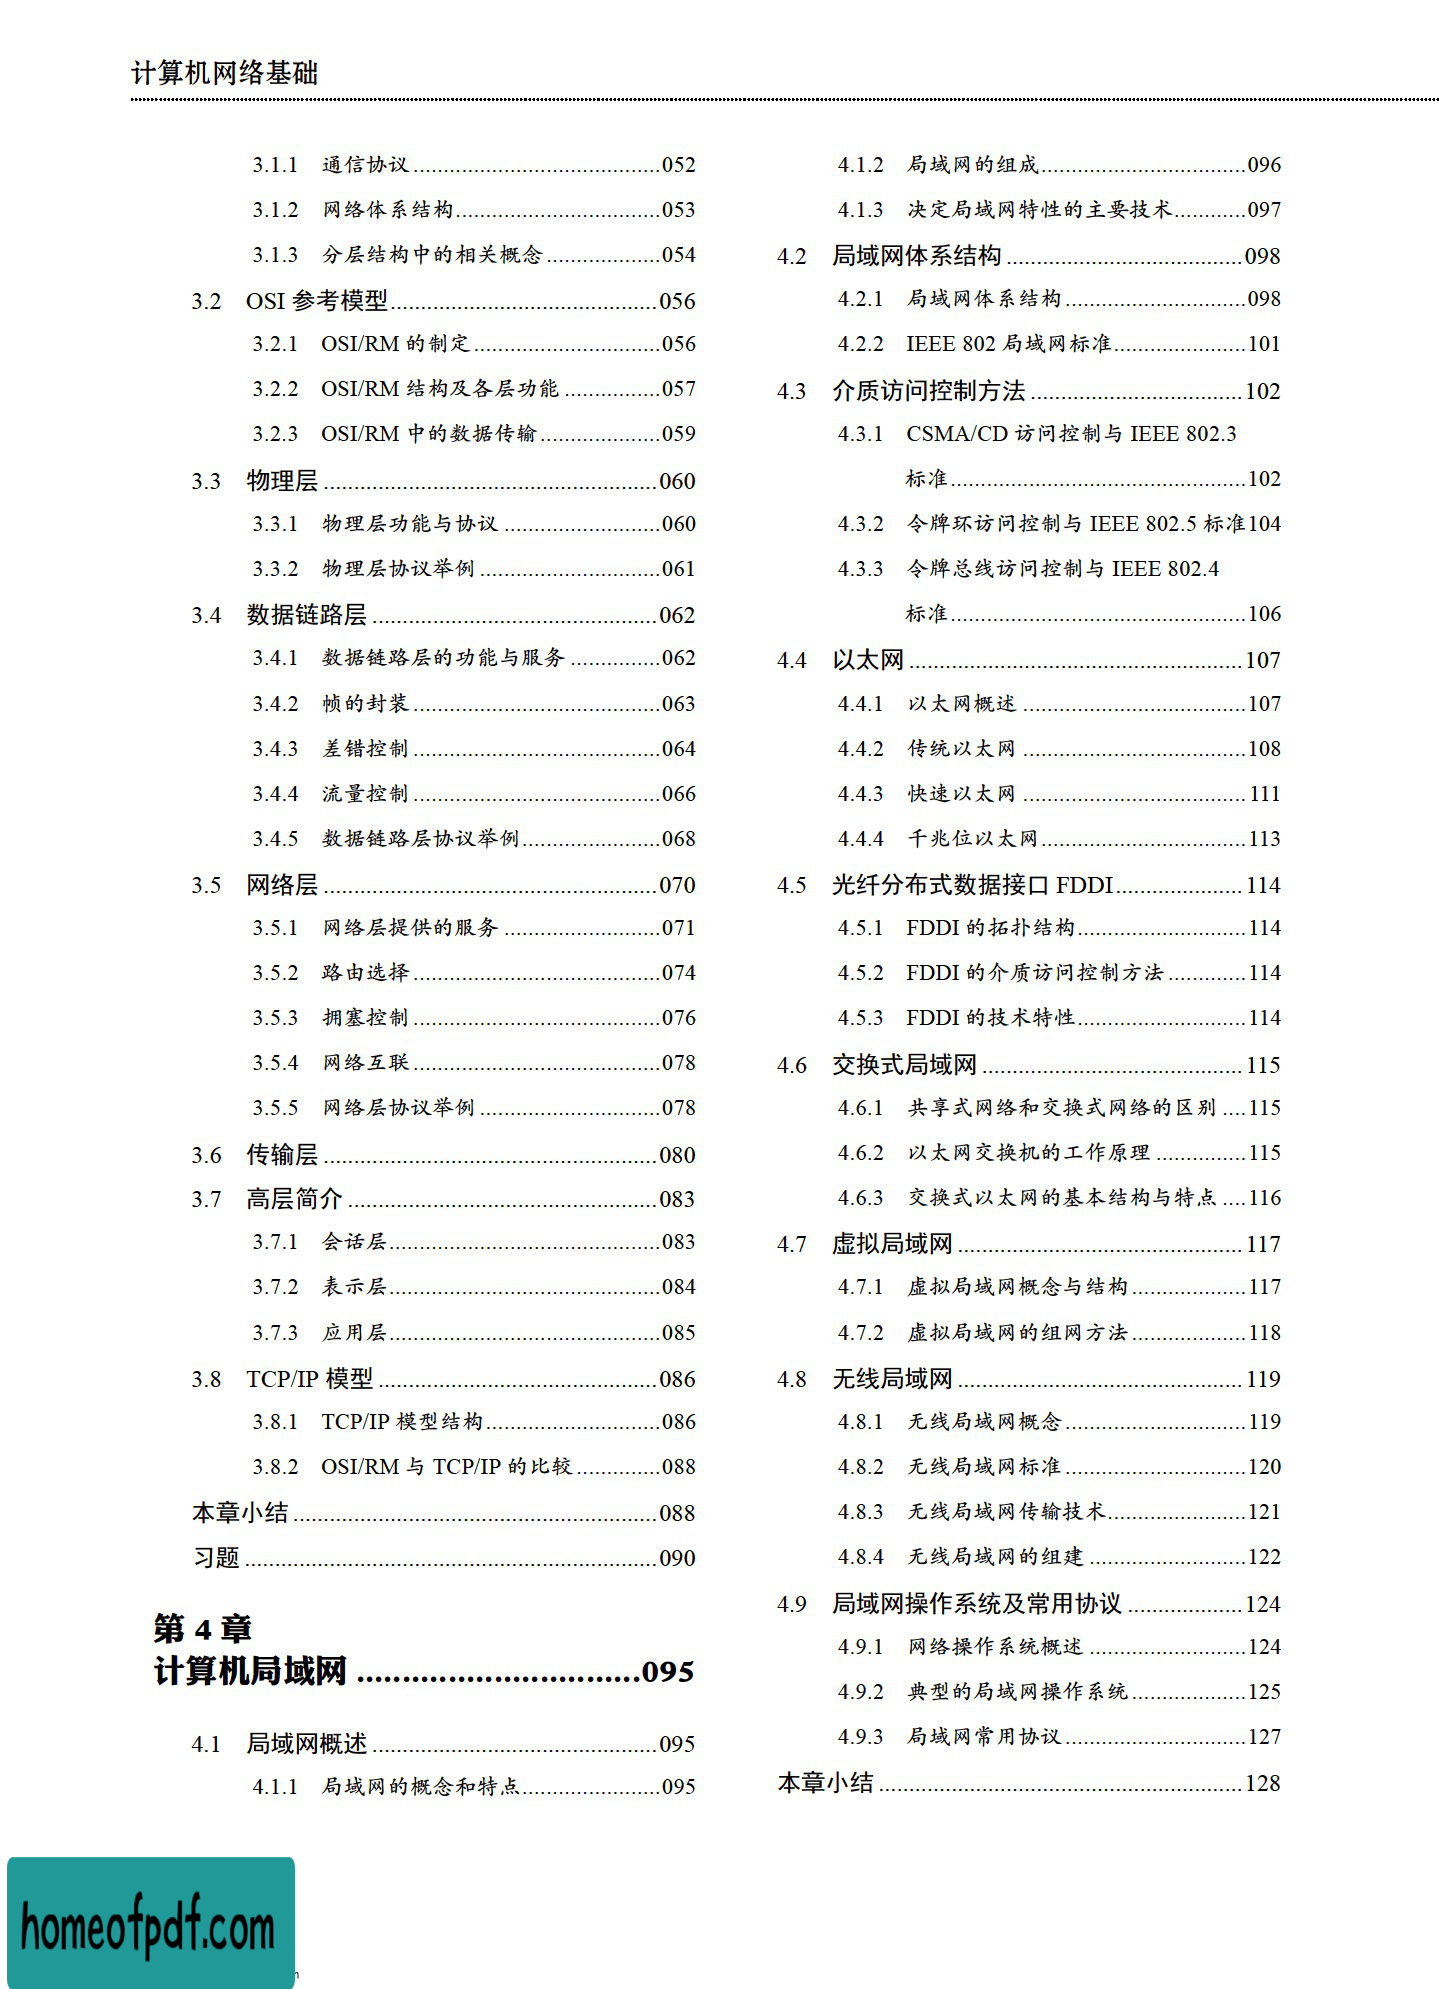 计算机网络基础
3.1.1 通信协议.........................................052
3.1.2 网络体系结构..................................053
3.1.3 分层结构中的相关概念...................054
3.2 OSI 参考模型............................................056
3.2.1 OSI/RM 的制定...............................056
3.2.2 OSI/RM 结构及各层功能................057
3.2.3 OSI/RM 中的数据传输....................059
3.3 物理层.......................................................060
3.3.1 物理层功能与协议..........................060
3.3.2 物理层协议举例..............................061
3.4 数据链路层...............................................062
3.4.1 数据链路层的功能与服务...............062
3.4.2 帧的封装.........................................063
3.4.3 差错控制.........................................064
3.4.4 流量控制.........................................066
3.4.5 数据链路层协议举例.......................068
3.5 网络层.......................................................070
3.5.1 网络层提供的服务..........................071
3.5.2 路由选择.........................................074
3.5.3 拥塞控制.........................................076
3.5.4 网络互联.........................................078
3.5.5 网络层协议举例..............................078
3.6 传输层.......................................................080
3.7 高层简介...................................................083
3.7.1 会话层.............................................083
3.7.2 表示层.............................................084
3.7.3 应用层.............................................085
3.8 TCP/IP 模型..............................................086
3.8.1 TCP/IP 模型结构.............................086
3.8.2 OSI/RM 与 TCP/IP 的比较..............088
本章小结............................................................088
习题....................................................................090
第 4 章
计算机局域网...............................095
4.1 局域网概述...............................................095
4.1.1 局域网的概念和特点.......................095
4.1.2 局域网的组成..................................096
4.1.3 决定局域网特性的主要技术............097
4.2 局域网体系结构.......................................098
4.2.1 局域网体系结构..............................098
4.2.2 IEEE 802 局域网标准......................101
4.3 介质访问控制方法...................................102
4.3.1 CSMA/CD 访问控制与 IEEE 802.3
标准.................................................102
4.3.2 令牌环访问控制与 IEEE 802.5 标准104
4.3.3 令牌总线访问控制与 IEEE 802.4
标准.................................................106
4.4 以太网.......................................................107
4.4.1 以太网概述.....................................107
4.4.2 传统以太网.....................................108
4.4.3 快速以太网.....................................111
4.4.4 千兆位以太网..................................113
4.5 光纤分布式数据接口 FDDI.....................114
4.5.1 FDDI 的拓扑结构............................114
4.5.2 FDDI 的介质访问控制方法.............114
4.5.3 FDDI 的技术特性............................114
4.6 交换式局域网...........................................115
4.6.1 共享式网络和交换式网络的区别....115
4.6.2 以太网交换机的工作原理...............115
4.6.3 交换式以太网的基本结构与特点....116
4.7 虚拟局域网...............................................117
4.7.1 虚拟局域网概念与结构...................117
4.7.2 虚拟局域网的组网方法...................118
4.8 无线局域网...............................................119
4.8.1 无线局域网概念..............................119
4.8.2 无线局域网标准..............................120
4.8.3 无线局域网传输技术.......................121
4.8.4 无线局域网的组建..........................122
4.9 局域网操作系统及常用协议...................124
4.9.1 网络操作系统概述..........................124
4.9.2 典型的局域网操作系统...................125
4.9.3 局域网常用协议..............................127
本章小结............................................................128
homeofpdf.com